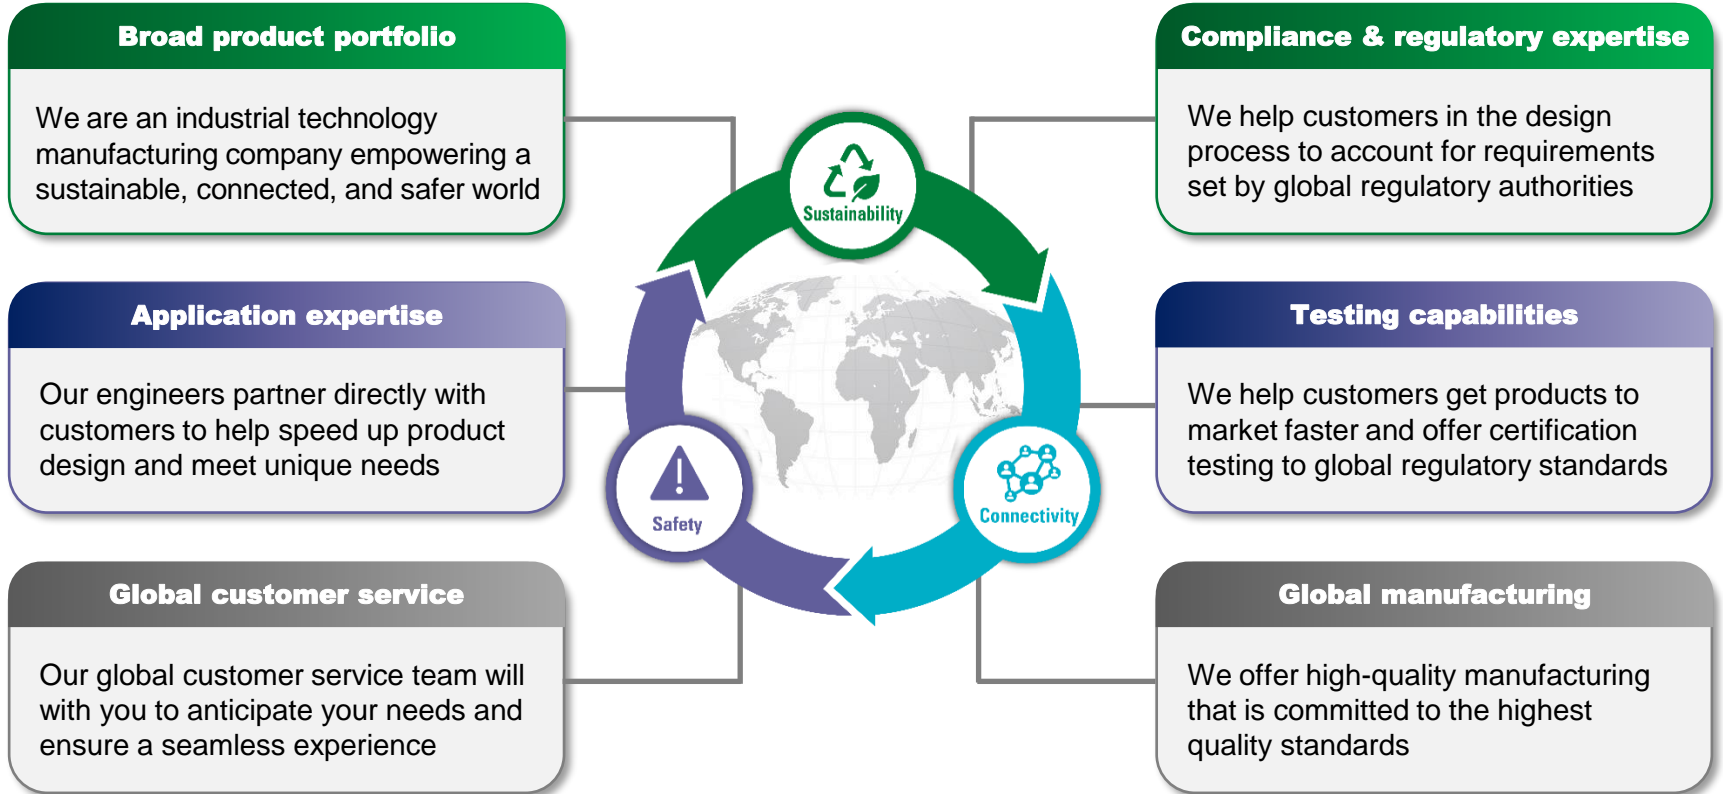 Broad product portfolio
We are an industrial technology
manufacturing company empowering a
sustainable, connected, and safer world
Application expertise
Our engineers partner directly with
customers to help speed up product
design and meet unique needs
Global customer service
Our global customer service team will
with you to anticipate your needs and
ensure a seamless experience
Sustainability
Safety
Connectivity
Compliance & regulatory expertise
We help customers in the design
process to account for requirements
set by global regulatory authorities
Testing capabilities
We help customers get products to
market faster and offer certification
testing to global regulatory standards
Global manufacturing
We offer high-quality manufacturing
that is committed to the highest
quality standards